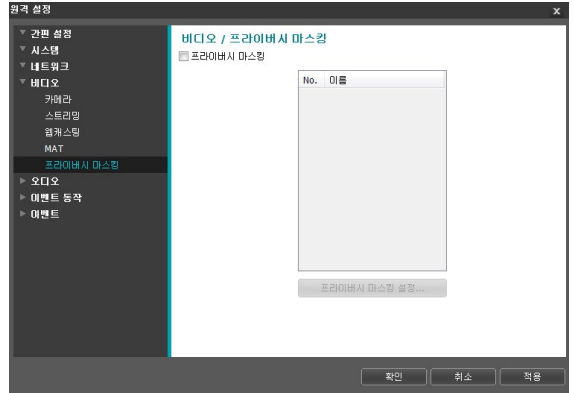 원격 설정
x
간편 설정
시스템
네트워크
비디오
카메라
스트리밍
웹캐스팅
MAT
프라이버시 마스킹
오디오
이벤트 동작
이벤트
비디오 / 프라이버시 마스킹
프라이버시 마스킹
No. 이름
프라이버시 마스킹 설정...
확인 취소 적용